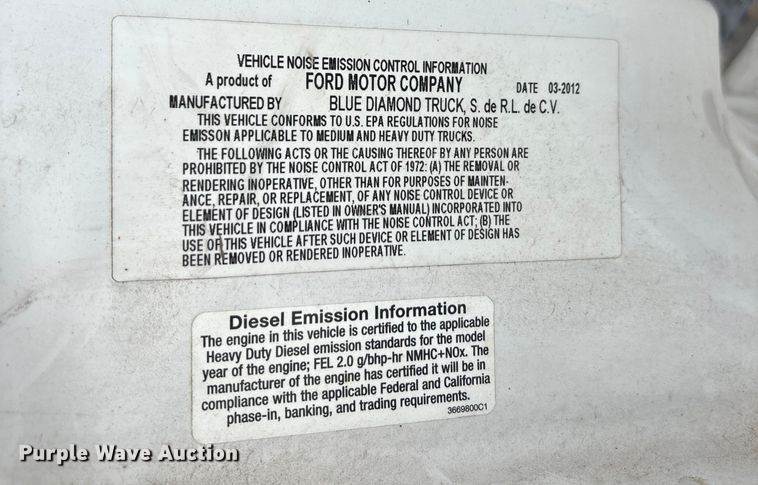 VEHICLE NOISE EMISSION CONTROL INFORMATION
A product of FORD MOTOR COMPANY DATE 03-2012
MANUFACTURED BY BLUE DIAMOND TRUCK, S. de R.L. de C.V.
THIS VEHICLE CONFORMS TO U.S. EPA REGULATIONS FOR NOISE
EMISSON APPLICABLE TO MEDIUM AND HEAVY DUTY TRUCKS.
THE FOLLOWING ACTS OR THE CAUSING THEREOF BY ANY PERSON ARE
PROHIBITED BY THE NOISE CONTROL ACT OF 1972: (A) THE REMOVAL OR
RENDERING INOPERATIVE, OTHER THAN FOR PURPOSES OF MAINTEN-
ANCE, REPAIR, OR REPLACEMENT, OF ANY NOISE CONTROL DEVICE OR
ELEMENT OF DESIGN (LISTED IN OWNER'S MANUAL) INCORPORATED INTO
THIS VEHICLE IN COMPLIANCE WITH THE NOISE CONTROL ACT; (B) THE
USE OF THIS VEHICLE AFTER SUCH DEVICE OR ELEMENT OF DESIGN HAS
BEEN REMOVED OR RENDERED INOPERATIVE.
Diesel Emission Information
The engine in this vehicle is certified to the applicable
Heavy Duty Diesel emission standards for the model
year of the engine; FEL 2.0 g/bhp-hr NMHC+NOx. The
manufacturer of the engine has certified it will be in
compliance with the applicable Federal and California
phase-in, banking, and trading requirements.
3669800C1
Purple Wave Auction